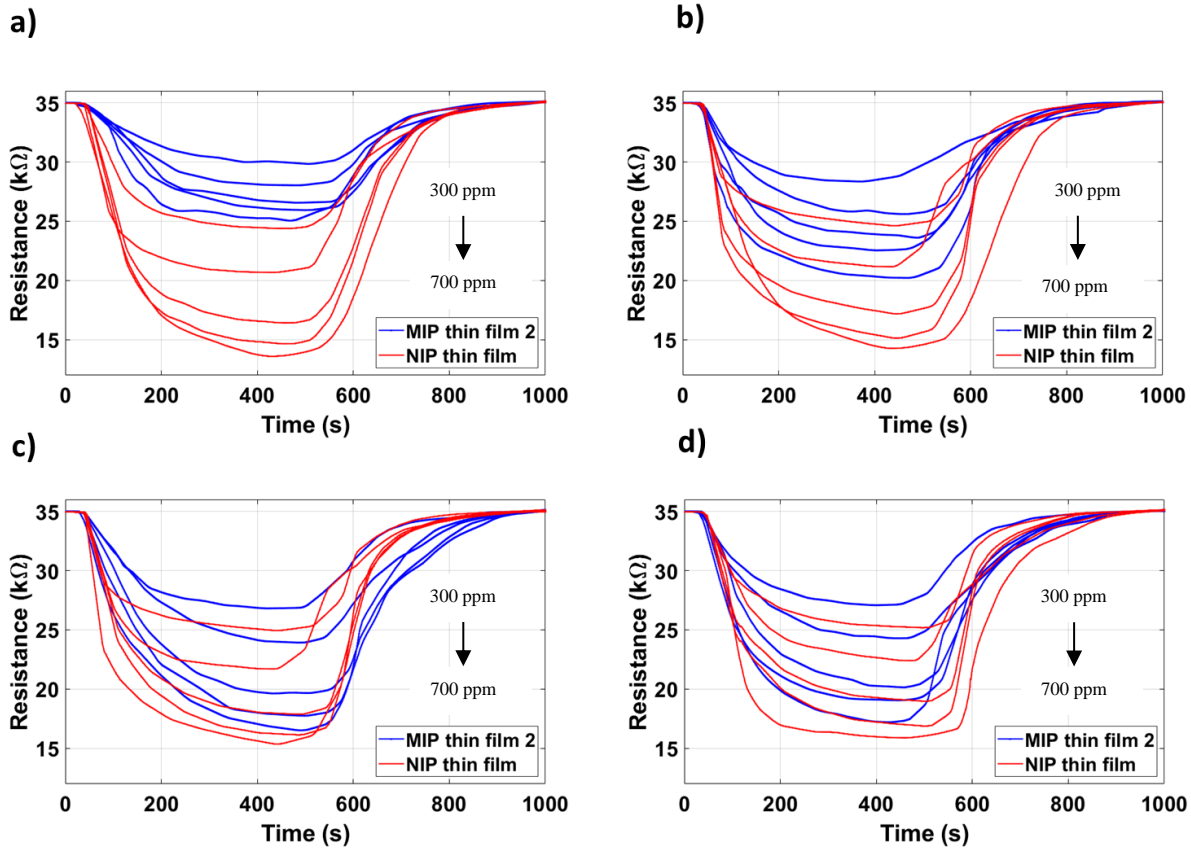 a)
35
30
25
20
15
Resistance (kΩ)
300 ppm
700 ppm
MIP thin film 2
NIP thin film
0 200 400 600 800 1000
Time (s)
b)
35
30
25
20
15
Resistance (kΩ)
300 ppm
700 ppm
MIP thin film 2
NIP thin film
0 200 400 600 800 1000
Time (s)
c)
35
30
25
20
15
Resistance (kΩ)
300 ppm
700 ppm
MIP thin film 2
NIP thin film
0 200 400 600 800 1000
Time (s)
d)
35
30
25
20
15
Resistance (kΩ)
300 ppm
700 ppm
MIP thin film 2
NIP thin film
0 200 400 600 800 1000
Time (s)